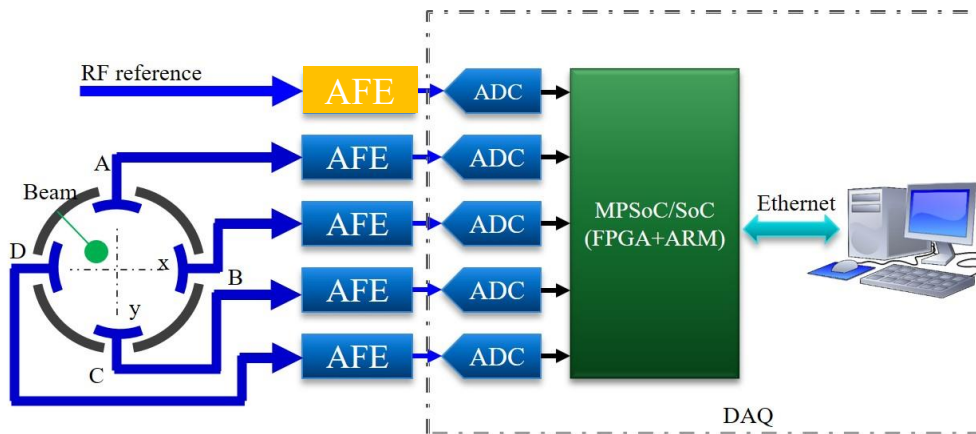 RF reference
AFE
ADC
A
AFE
ADC
Beam
D
x
B
AFE
ADC
MPSoC/SoC
(FPGA+ARM)
Ethernet
y
AFE
ADC
C
AFE
ADC
DAQ